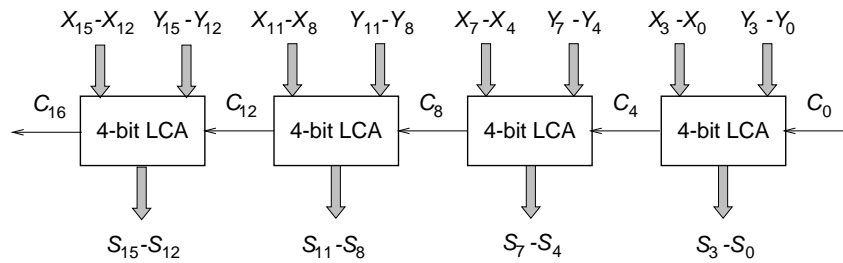 X15-X12 Y15-Y12 X11-X8 Y11-Y8 X7-X4 Y7-Y4 X3-X0 Y3-Y0
C16 C12 C8 C4 C0
4-bit LCA 4-bit LCA 4-bit LCA 4-bit LCA
S15-S12 S11-S8 S7-S4 S3-S0